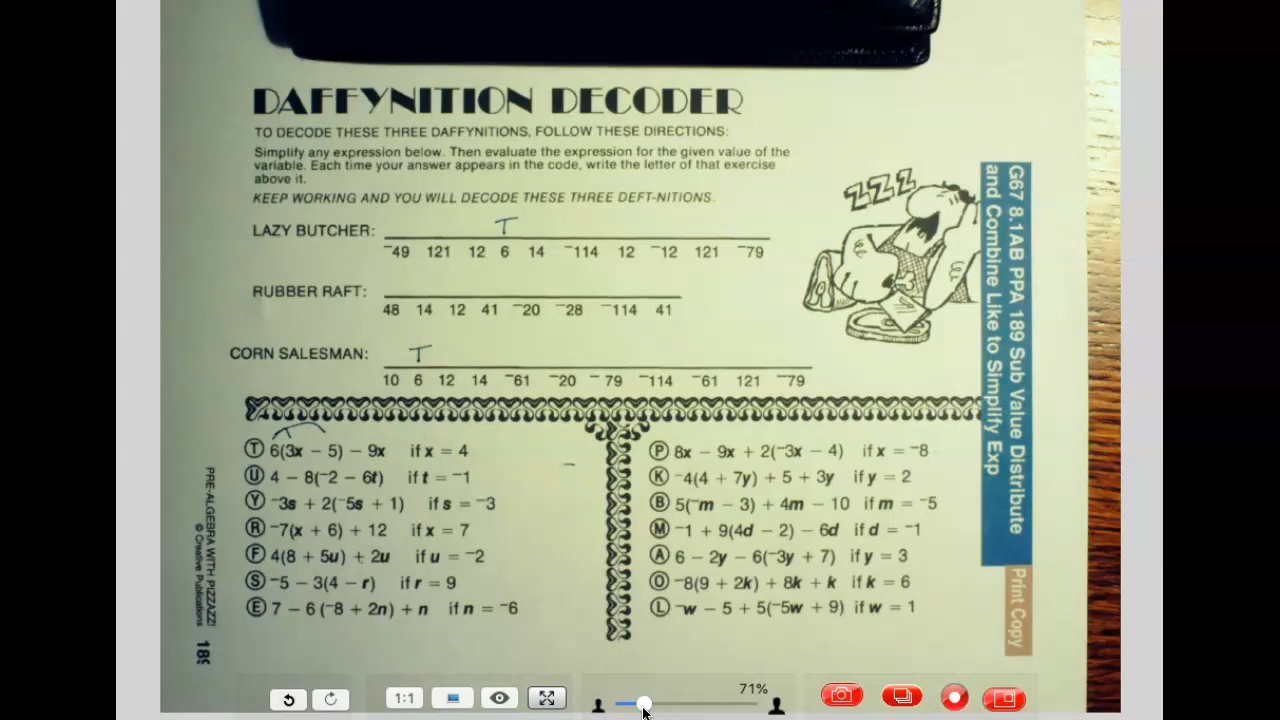 DAFFYNITION DECODER
TO DECODE THESE THREE DAFFYNITIONS, FOLLOW THESE DIRECTIONS:
Simplify any expression below. Then evaluate the expression for the given value of the
variable. Each time your answer appears in the code, write the letter of that exercise
above it.
KEEP WORKING AND YOU WILL DECODE THESE THREE DEFT-NITIONS.
ZZZ
T
LAZY BUTCHER:
⁻49 121 12 6 14 ⁻114 12 ⁻12 121 ⁻79
RUBBER RAFT:
48 14 12 41 ⁻20 ⁻28 ⁻114 41
T
CORN SALESMAN:
10 6 12 14 ⁻61 ⁻20 ⁻79 ⁻114 ⁻61 121 ⁻79
Ⓣ 6(3x − 5) − 9x if x = 4
Ⓤ 4 − 8(⁻2 − 6t) if t = ⁻1
Ⓨ ⁻3s + 2(⁻5s + 1) if s = ⁻3
Ⓡ ⁻7(x + 6) + 12 if x = 7
Ⓕ 4(8 + 5u) + 2u if u = ⁻2
Ⓢ ⁻5 − 3(4 − r) if r = 9
Ⓔ 7 − 6(⁻8 + 2n) + n if n = ⁻6
Ⓟ 8x − 9x + 2(⁻3x − 4) if x = ⁻8
Ⓚ ⁻4(4 + 7y) + 5 + 3y if y = 2
Ⓑ 5(⁻m − 3) + 4m − 10 if m = ⁻5
Ⓜ ⁻1 + 9(4d − 2) − 6d if d = ⁻1
Ⓐ 6 − 2y − 6(⁻3y + 7) if y = 3
Ⓞ ⁻8(9 + 2k) + 8k + k if k = 6
Ⓛ ⁻w − 5 + 5(⁻5w + 9) if w = 1
PRE-ALGEBRA WITH PIZZAZZ!
© Creative Publications
189
G67 8.1AB PPA 189 Sub Value Distribute
and Combine Like to Simplify Exp
Print Copy
1:1
71%